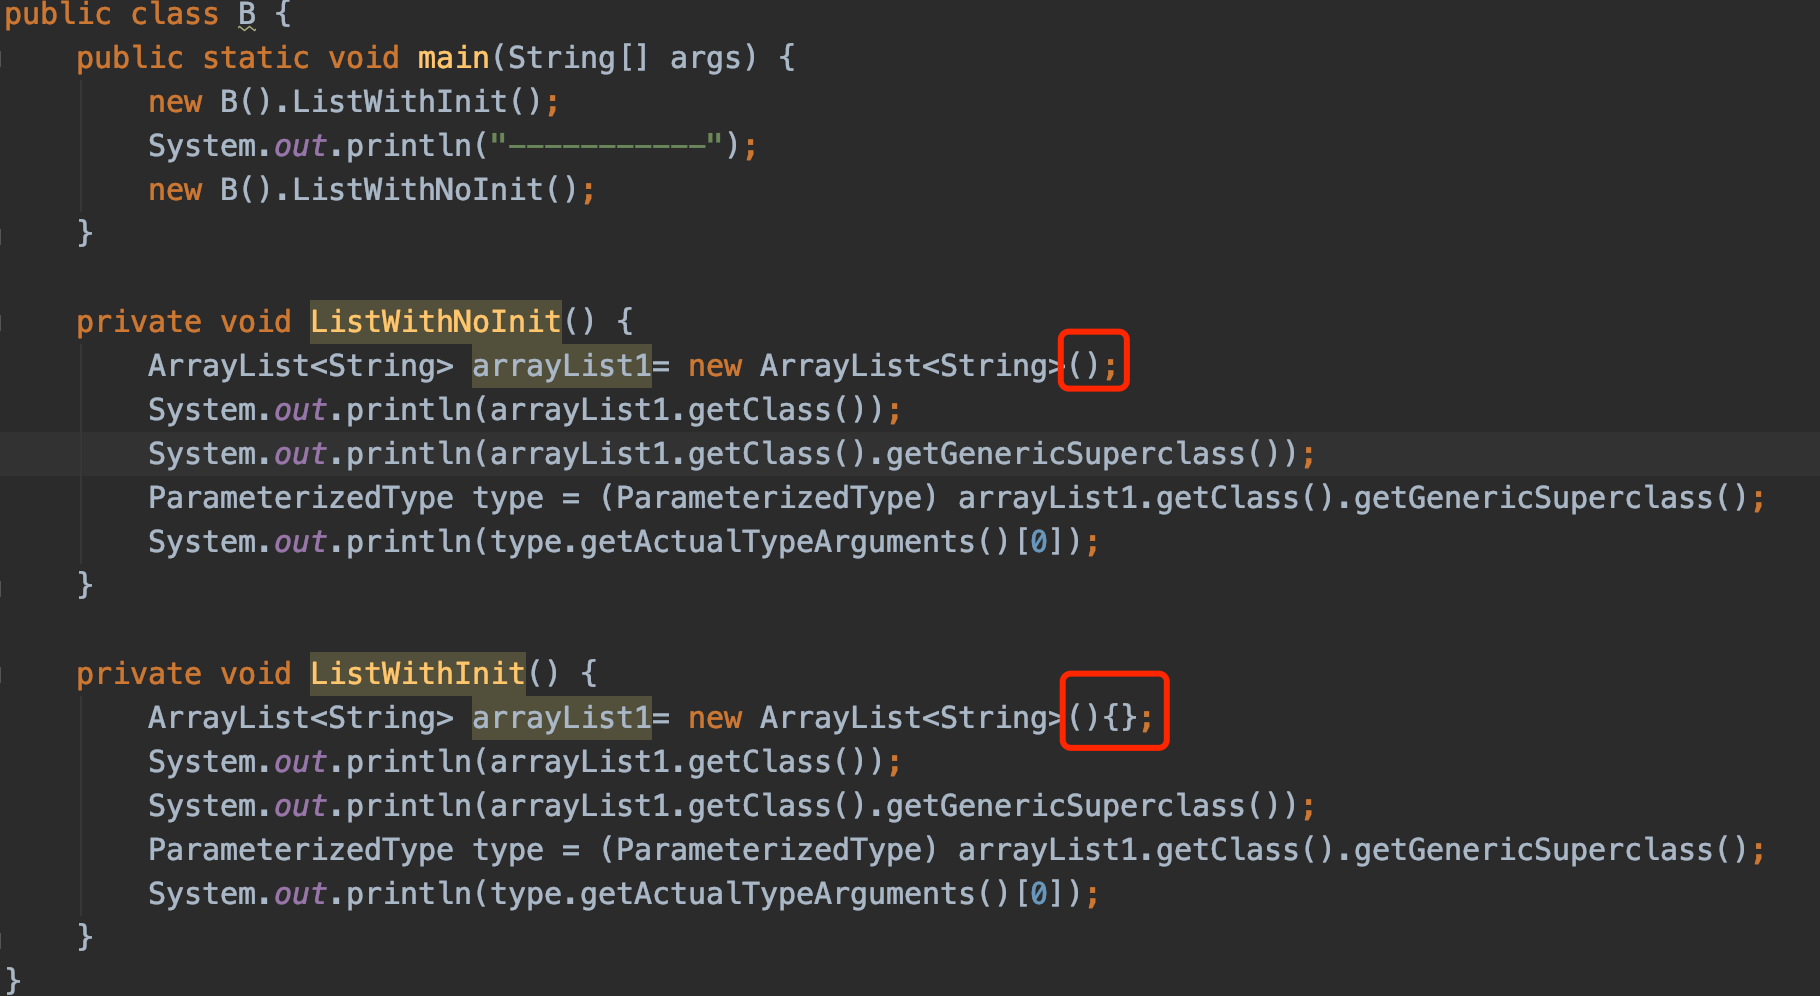 public class B {
    public static void main(String[] args) {
        new B().ListWithInit();
        System.out.println("-----------");
        new B().ListWithNoInit();
    }

    private void ListWithNoInit() {
        ArrayList<String> arrayList1= new ArrayList<String>();
        System.out.println(arrayList1.getClass());
        System.out.println(arrayList1.getClass().getGenericSuperclass());
        ParameterizedType type = (ParameterizedType) arrayList1.getClass().getGenericSuperclass();
        System.out.println(type.getActualTypeArguments()[0]);
    }

    private void ListWithInit() {
        ArrayList<String> arrayList1= new ArrayList<String>(){};
        System.out.println(arrayList1.getClass());
        System.out.println(arrayList1.getClass().getGenericSuperclass());
        ParameterizedType type = (ParameterizedType) arrayList1.getClass().getGenericSuperclass();
        System.out.println(type.getActualTypeArguments()[0]);
    }
}